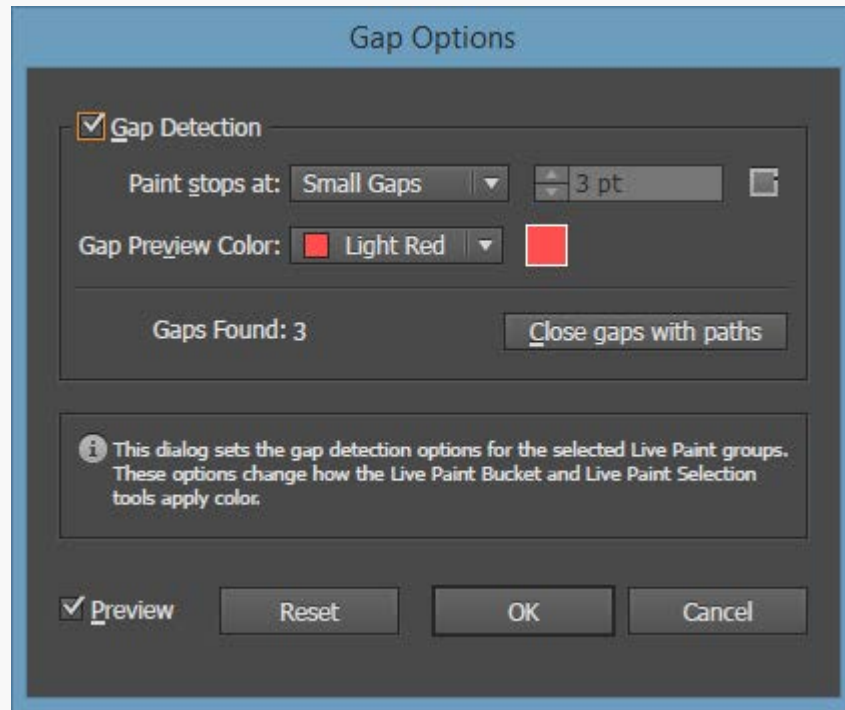 Gap Options
Gap Detection
Paint stops at: Small Gaps 3 pt
Gap Preview Color: Light Red
Gaps Found: 3 Close gaps with paths
This dialog sets the gap detection options for the selected Live Paint groups.
These options change how the Live Paint Bucket and Live Paint Selection
tools apply color.
Preview Reset OK Cancel